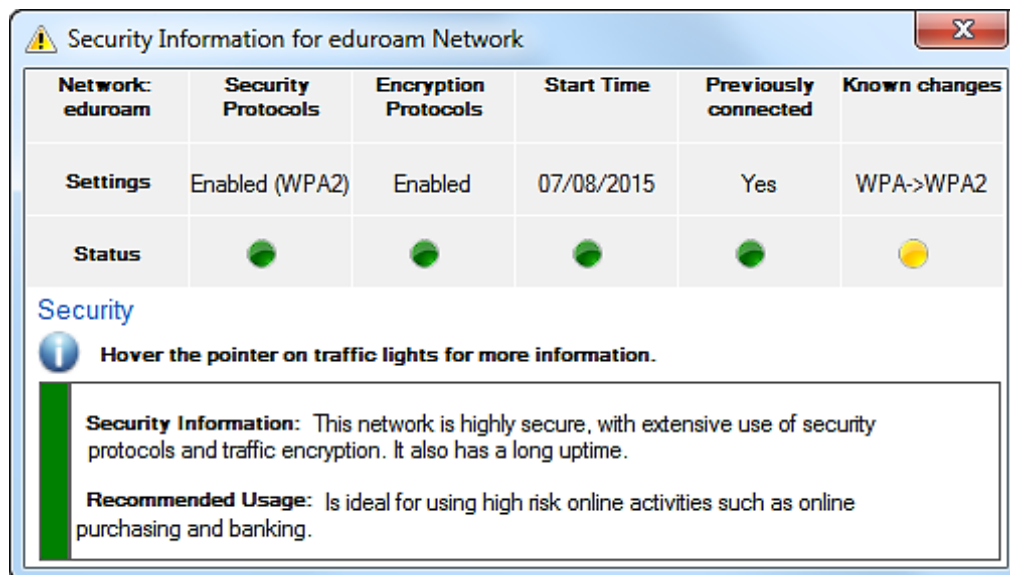 Security Information for eduroam Network
Network: eduroam Security Protocols Encryption Protocols Start Time Previously connected Known changes
Settings Enabled (WPA2) Enabled 07/08/2015 Yes WPA->WPA2
Status
Security
Hover the pointer on traffic lights for more information.
Security Information: This network is highly secure, with extensive use of security
protocols and traffic encryption. It also has a long uptime.
Recommended Usage: Is ideal for using high risk online activities such as online
purchasing and banking.